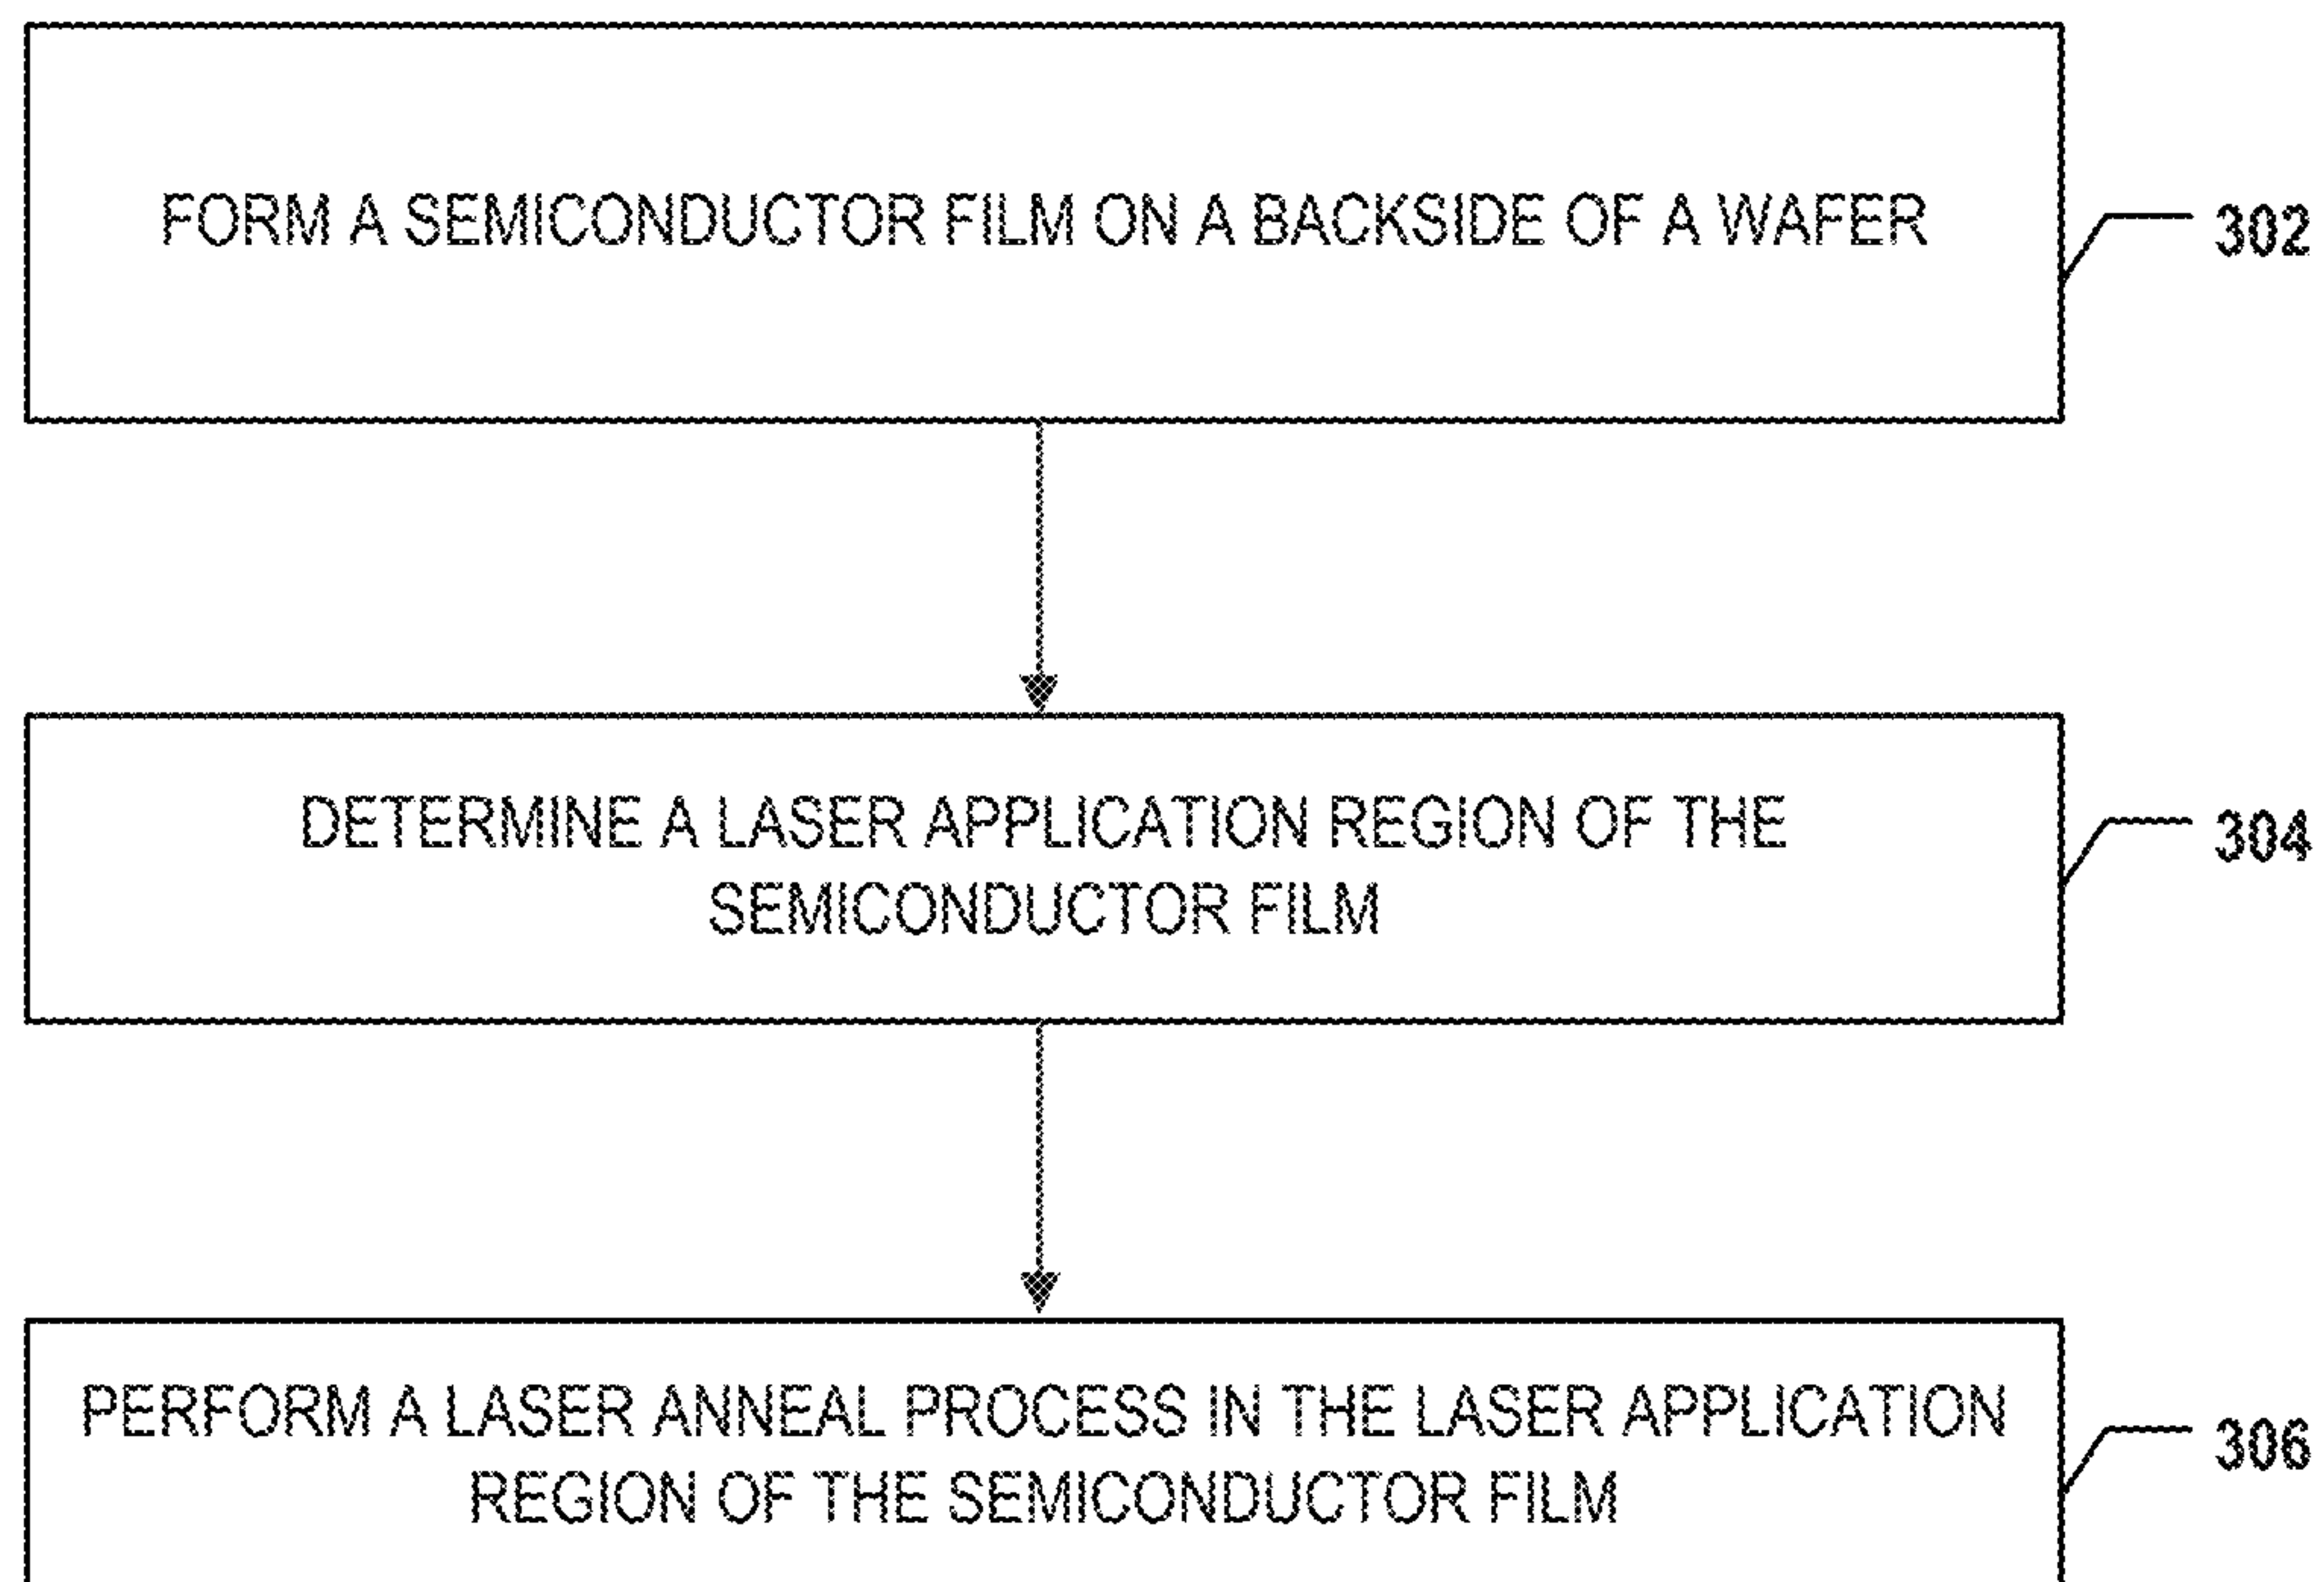 FORM A SEMICONDUCTOR FILM ON A BACKSIDE OF A WAFER
302
DETERMINE A LASER APPLICATION REGION OF THE
SEMICONDUCTOR FILM
304
PERFORM A LASER ANNEAL PROCESS IN THE LASER APPLICATION
REGION OF THE SEMICONDUCTOR FILM
306